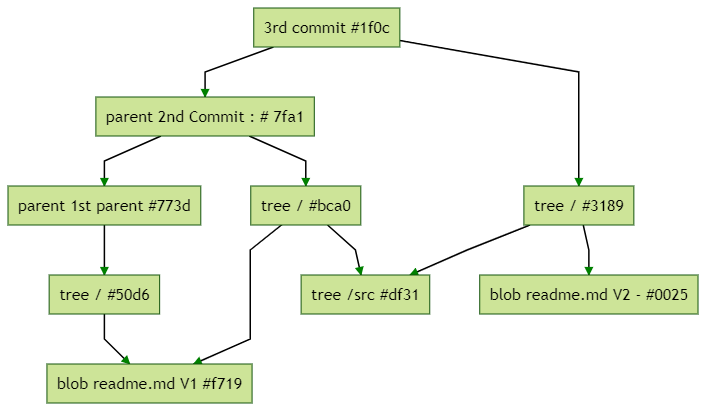 3rd commit #1f0c
parent 2nd Commit : # 7fa1
parent 1st parent #773d
tree / #bca0
tree / #3189
tree / #50d6
tree /src #df31
blob readme.md V2 - #0025
blob readme.md V1 #f719